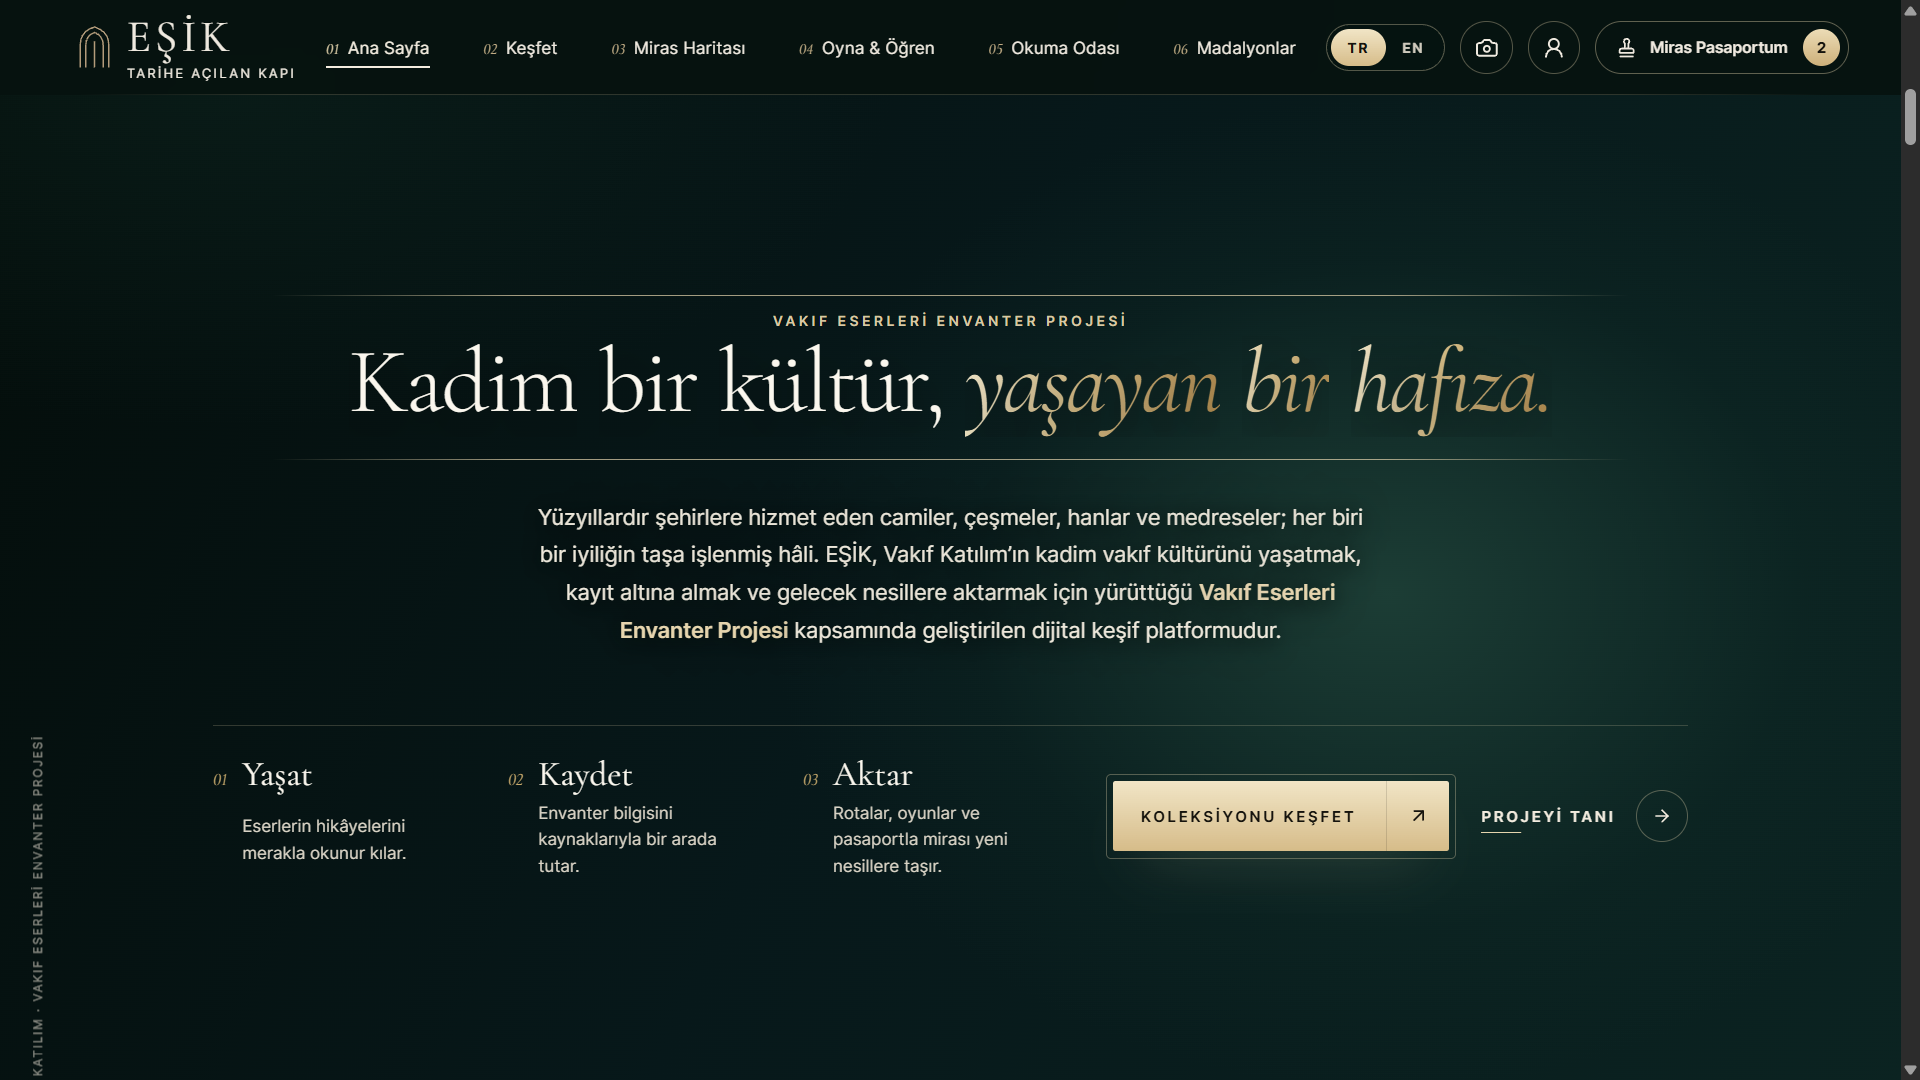 EŞİK
TARİHE AÇILAN KAPI
01 Ana Sayfa
02 Keşfet
03 Miras Haritası
04 Oyna & Öğren
05 Okuma Odası
06 Madalyonlar
TR EN
Miras Pasaportum 2
VAKIF ESERLERİ ENVANTER PROJESİ
Kadim bir kültür, yaşayan bir hafıza.
Yüzyıllardır şehirlere hizmet eden camiler, çeşmeler, hanlar ve medreseler; her biri
bir iyiliğin taşa işlenmiş hâli. EŞİK, Vakıf Katılım’ın kadim vakıf kültürünü yaşatmak,
kayıt altına almak ve gelecek nesillere aktarmak için yürüttüğü Vakıf Eserleri
Envanter Projesi kapsamında geliştirilen dijital keşif platformudur.
01 Yaşat
Eserlerin hikâyelerini
merakla okunur kılar.
02 Kaydet
Envanter bilgisini
kaynaklarıyla bir arada
tutar.
03 Aktar
Rotalar, oyunlar ve
pasaportla mirası yeni
nesillere taşır.
KOLEKSİYONU KEŞFET
PROJEYİ TANI
KATILIM · VAKIF ESERLERİ ENVANTER PROJESİ